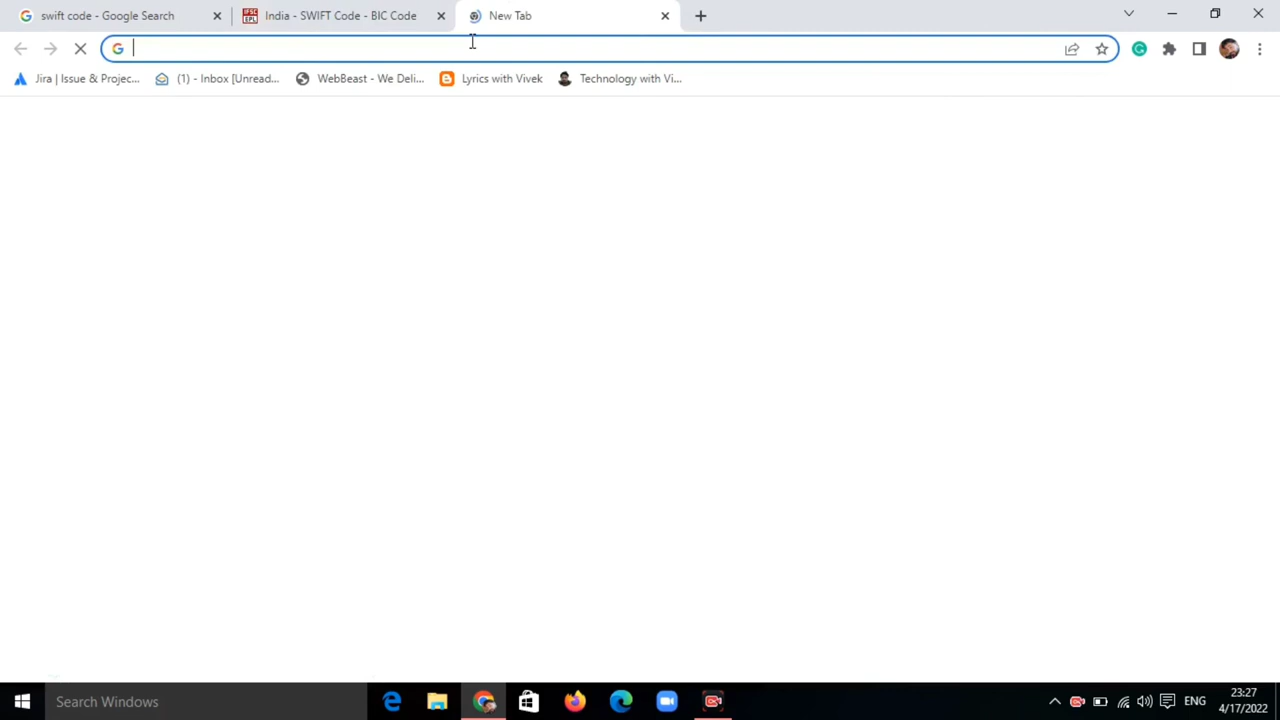 swift code - Google Search
India - SWIFT Code - BIC Code
New Tab
Jira | Issue & Projec...
(1) - Inbox [Unread...
WebBeast - We Deli...
Lyrics with Vivek
Technology with Vi...
Search Windows
ENG
23:27
4/17/2022